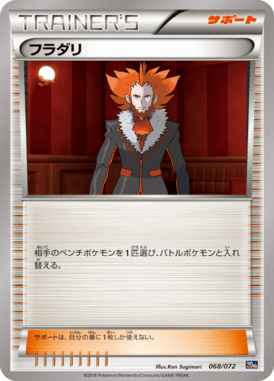 TRAINER'S
サポート
フラダリ
相手のベンチポケモンを1匹選び、バトルポケモンと入れ
替える。
サポートは、自分の番に1枚しか使えない。
Illus.Ken Sugimori
068/072
©2016 Pokémon/Nintendo/Creatures/GAME FREAK.